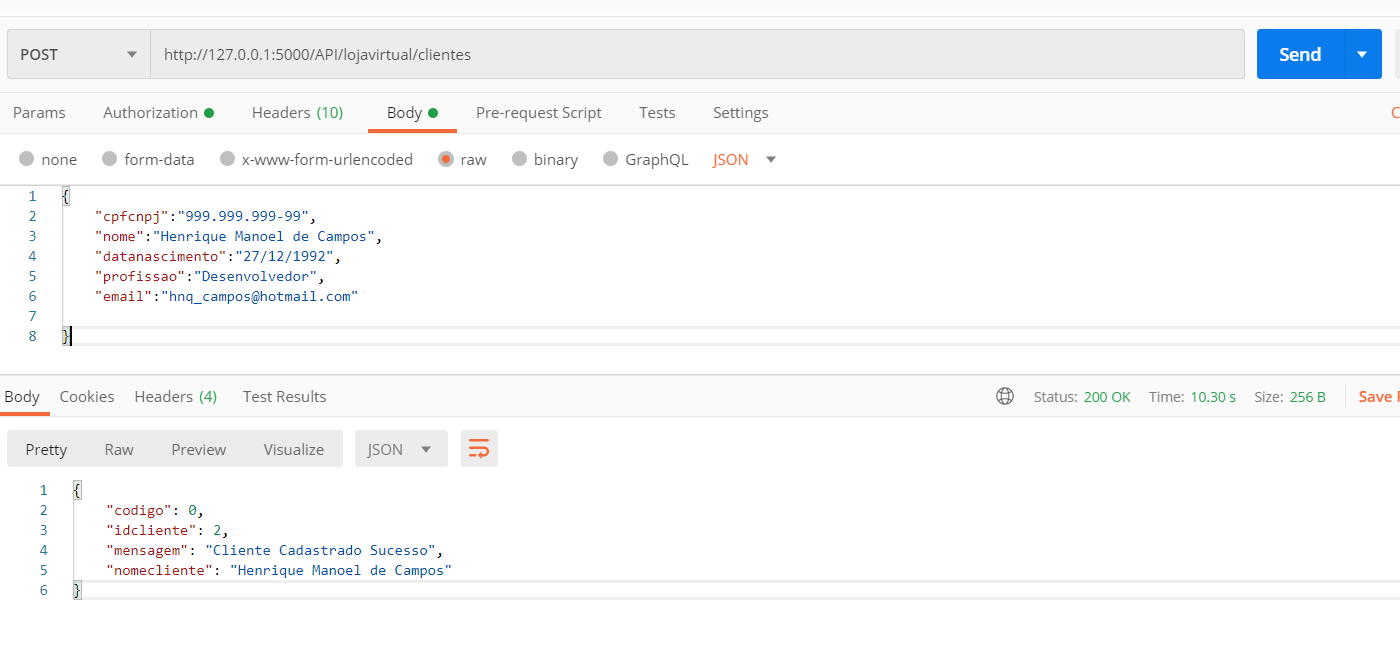 POST http://127.0.0.1:5000/API/lojavirtual/clientes Send
Params Authorization Headers (10) Body Pre-request Script Tests Settings
none form-data x-www-form-urlencoded raw binary GraphQL JSON
1 {
2 "cpfcnpj":"999.999.999-99",
3 "nome":"Henrique Manoel de Campos",
4 "datanascimento":"27/12/1992",
5 "profissao":"Desenvolvedor",
6 "email":"hnq_campos@hotmail.com"
7
8 }
Body Cookies Headers (4) Test Results Status: 200 OK Time: 10.30 s Size: 256 B Save
Pretty Raw Preview Visualize JSON
1 {
2 "codigo": 0,
3 "idcliente": 2,
4 "mensagem": "Cliente Cadastrado Sucesso",
5 "nomecliente": "Henrique Manoel de Campos"
6 }